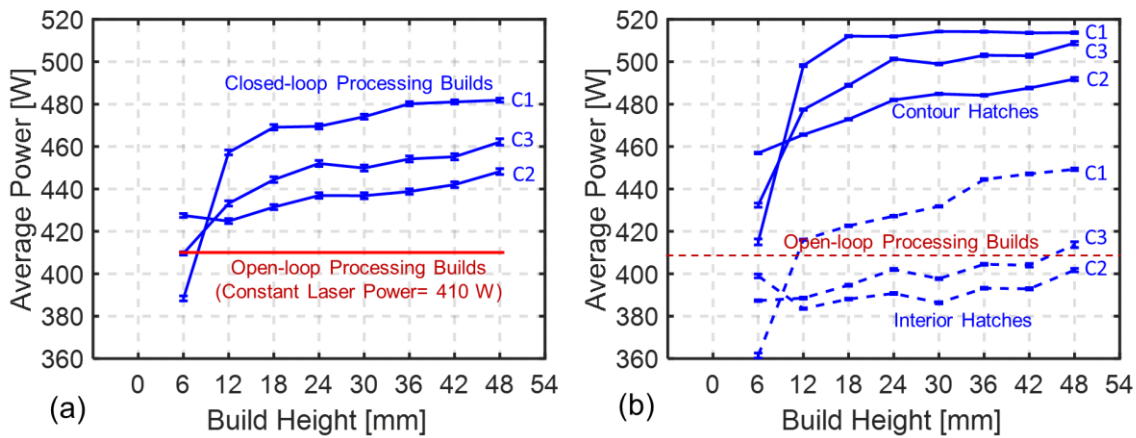 520
500
480
460
440
420
400
380
360
Average Power [W]
Closed-loop Processing Builds
C1
C3
C2
Open-loop Processing Builds
(Constant Laser Power= 410 W)
0 6 12 18 24 30 36 42 48 54
(a)
Build Height [mm]
520
500
480
460
440
420
400
380
360
Average Power [W]
C1
C3
C2
Contour Hatches
C1
Open-loop Processing Builds
C3
C2
Interior Hatches
0 6 12 18 24 30 36 42 48 54
(b)
Build Height [mm]